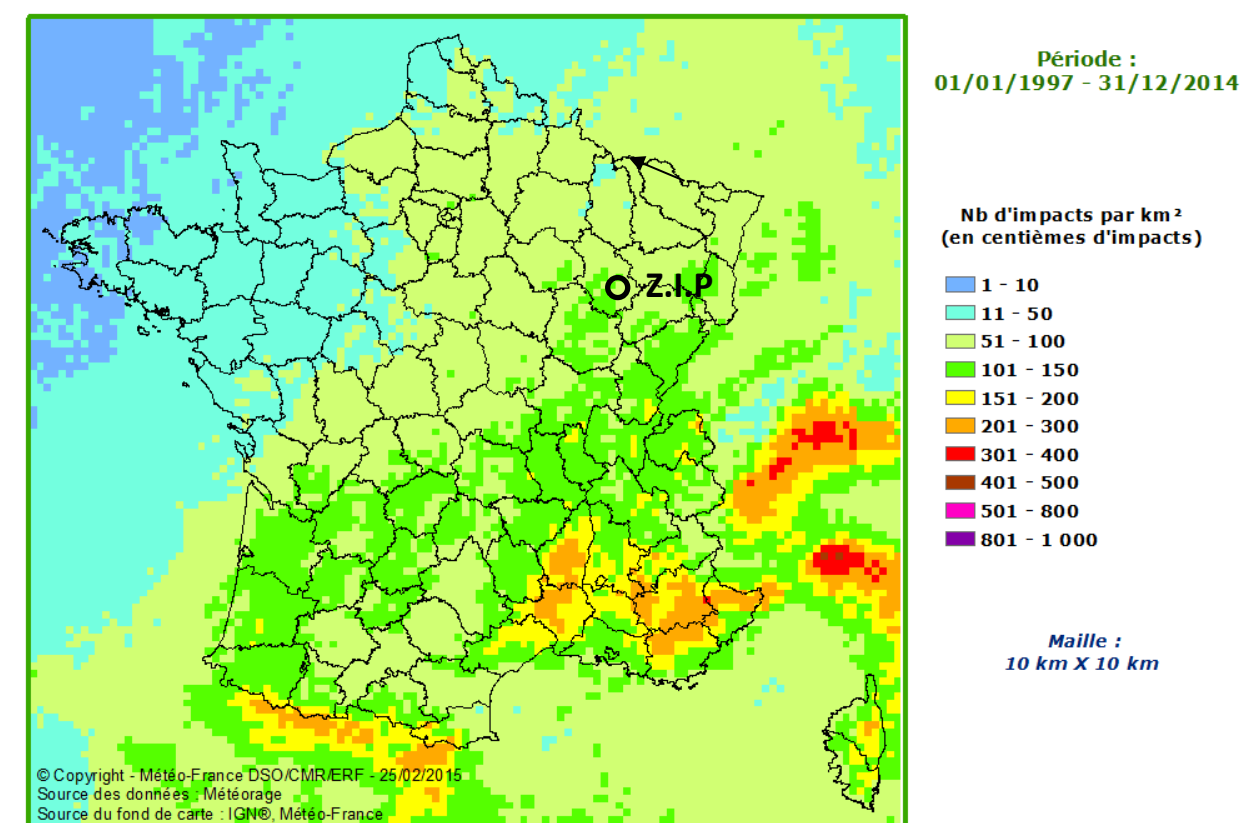 Période :
01/01/1997 - 31/12/2014
Nb d'impacts par km²
(en centièmes d'impacts)
1 - 10
11 - 50
51 - 100
101 - 150
151 - 200
201 - 300
301 - 400
401 - 500
501 - 800
801 - 1 000
Maille :
10 km X 10 km
Z.I.P
© Copyright - Météo-France DSO/CMR/ERF - 25/02/2015
Source des données : Météorage
Source du fond de carte : IGN®, Météo-France